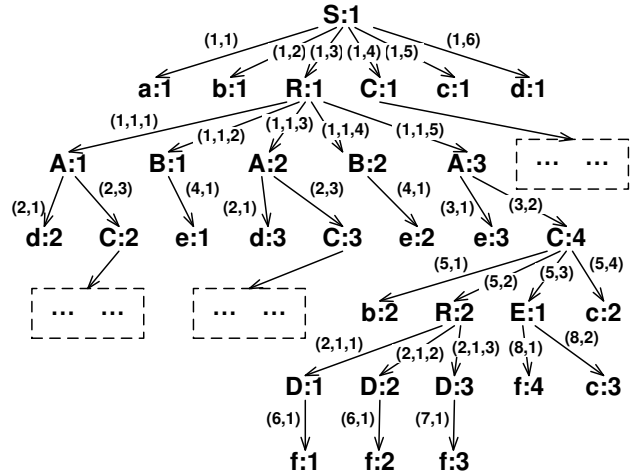 S:1
(1,1) (1,2) (1,3) (1,4) (1,5) (1,6)
a:1 b:1 R:1 C:1 c:1 d:1
(1,1,1) (1,1,2) (1,1,3) (1,1,4) (1,1,5)
A:1 B:1 A:2 B:2 A:3 ... ...
(2,1) (2,3) (4,1) (2,1) (2,3) (4,1) (3,1) (3,2)
d:2 C:2 e:1 d:3 C:3 e:2 e:3 C:4
(5,1) (5,2) (5,3) (5,4)
... ... ... ... b:2 R:2 E:1 c:2
(2,1,1) (2,1,2) (2,1,3) (8,1) (8,2)
D:1 D:2 D:3 f:4 c:3
(6,1) (6,1) (7,1)
f:1 f:2 f:3